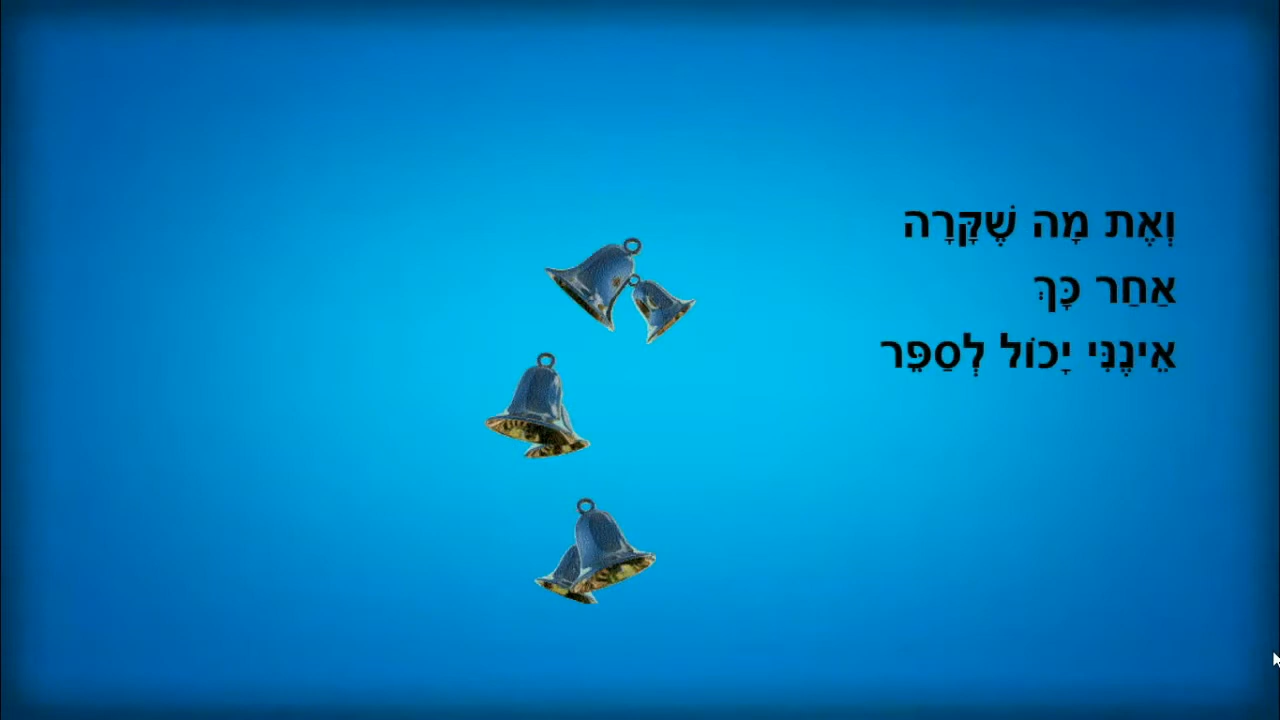 וְאֶת מָה שֶׁקָּרָה
אַחַר כָּךְ
אֵינֶנִּי יָכוֹל לְסַפֵּר